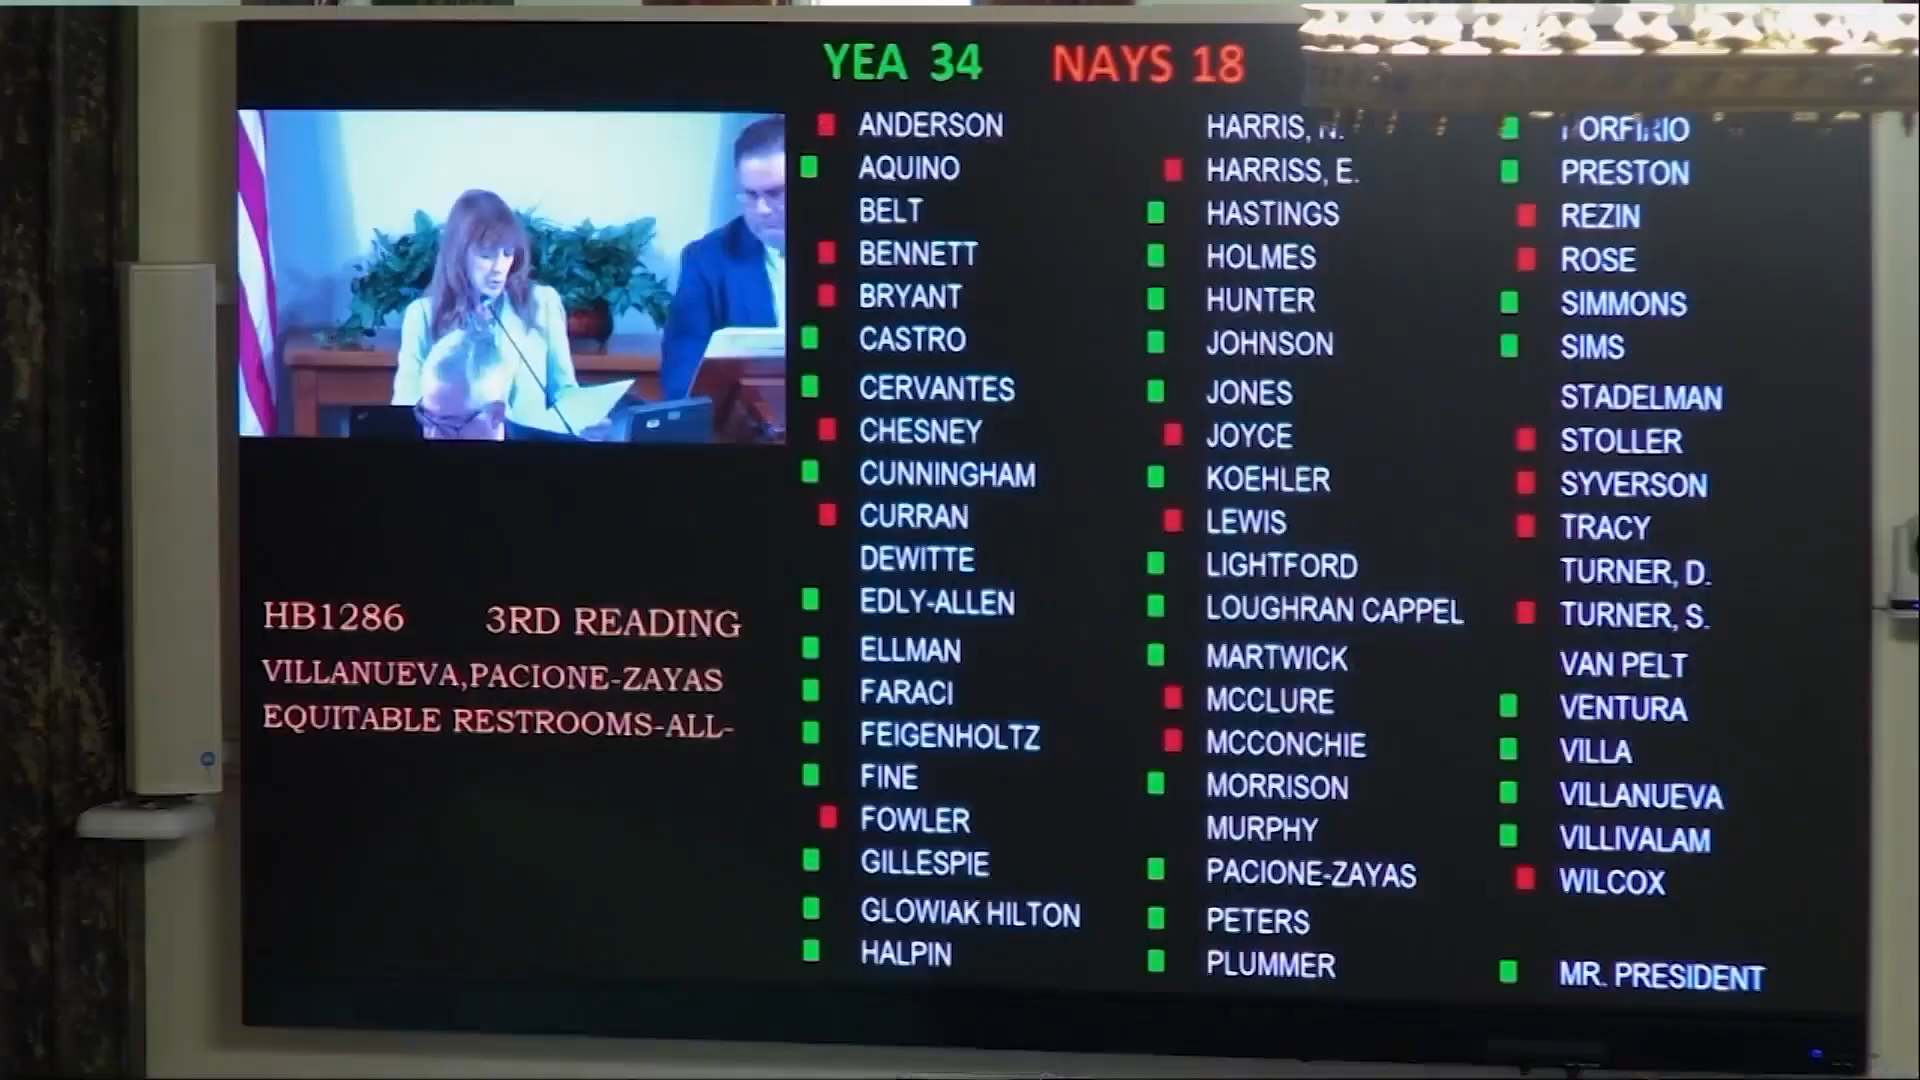 YEA 34 NAYS 18
ANDERSON
AQUINO
BELT
BENNETT
BRYANT
CASTRO
CERVANTES
CHESNEY
CUNNINGHAM
CURRAN
DEWITTE
EDLY-ALLEN
ELLMAN
FARACI
FEIGENHOLTZ
FINE
FOWLER
GILLESPIE
GLOWIAK HILTON
HALPIN
HARRIS, N.
HARRISS, E.
HASTINGS
HOLMES
HUNTER
JOHNSON
JONES
JOYCE
KOEHLER
LEWIS
LIGHTFORD
LOUGHRAN CAPPEL
MARTWICK
MCCLURE
MCCONCHIE
MORRISON
MURPHY
PACIONE-ZAYAS
PETERS
PLUMMER
PORFIRIO
PRESTON
REZIN
ROSE
SIMMONS
SIMS
STADELMAN
STOLLER
SYVERSON
TRACY
TURNER, D.
TURNER, S.
VAN PELT
VENTURA
VILLA
VILLANUEVA
VILLIVALAM
WILCOX
MR. PRESIDENT
HB1286 3RD READING
VILLANUEVA,PACIONE-ZAYAS
EQUITABLE RESTROOMS-ALL-